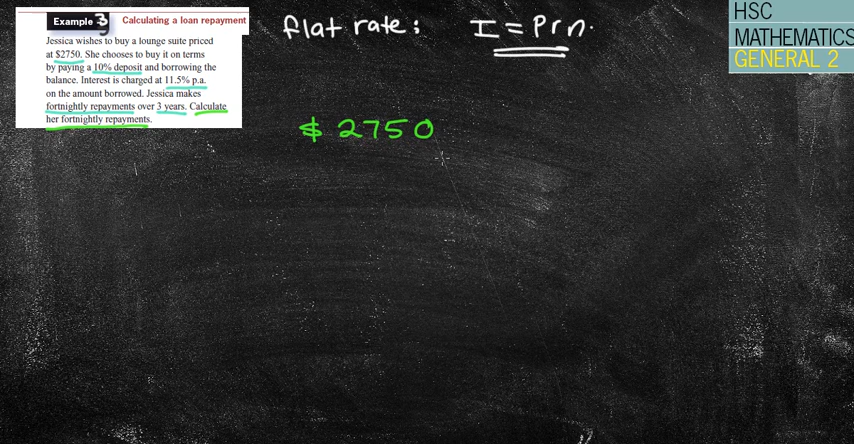 Example 3 Calculating a loan repayment
Jessica wishes to buy a lounge suite priced
at $2750. She chooses to buy it on terms
by paying a 10% deposit and borrowing the
balance. Interest is charged at 11.5% p.a.
on the amount borrowed. Jessica makes
fortnightly repayments over 3 years. Calculate
her fortnightly repayments.
flat rate: I = Prn.
$ 2750
HSC
MATHEMATICS
GENERAL 2